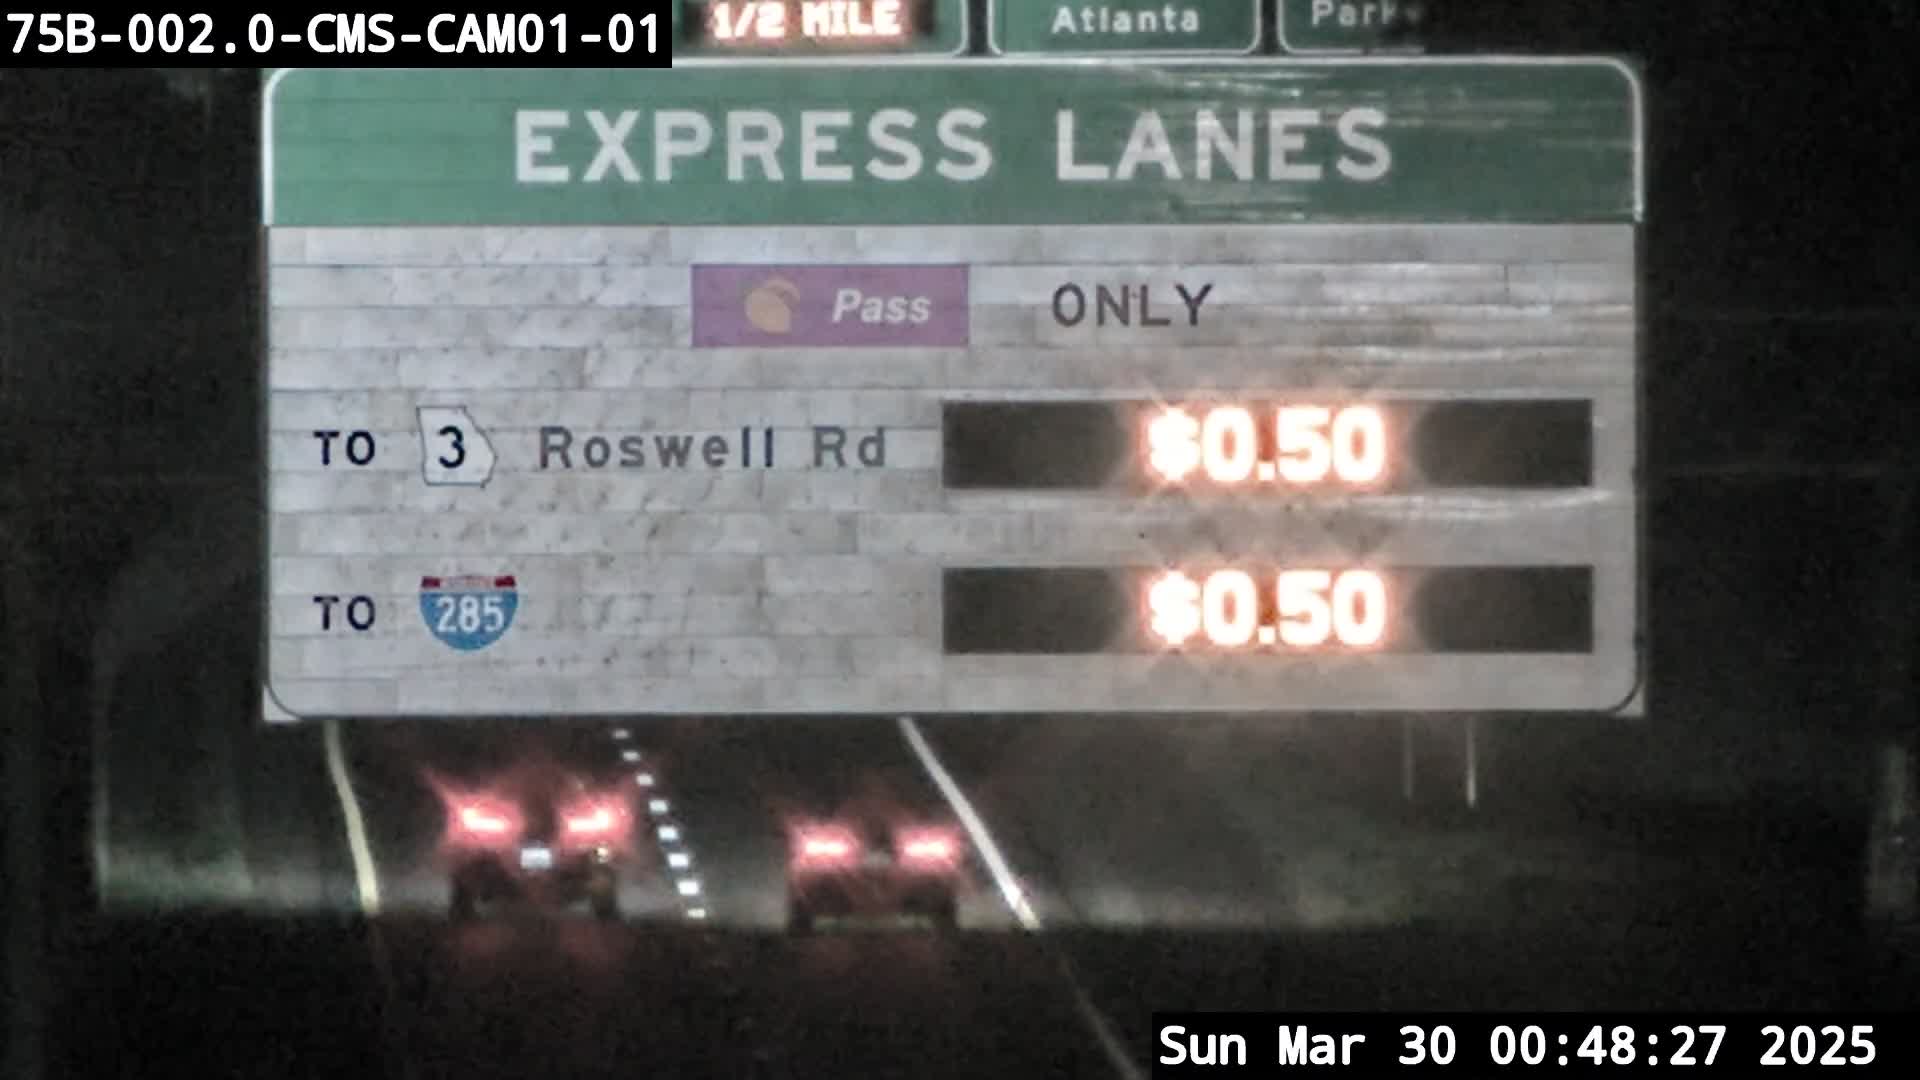 75B-002.0-CMS-CAM01-01
1/2 MILE
Atlanta
EXPRESS LANES
Pass ONLY
TO 3 Roswell Rd $0.50
TO 285 $0.50
Sun Mar 30 00:48:27 2025